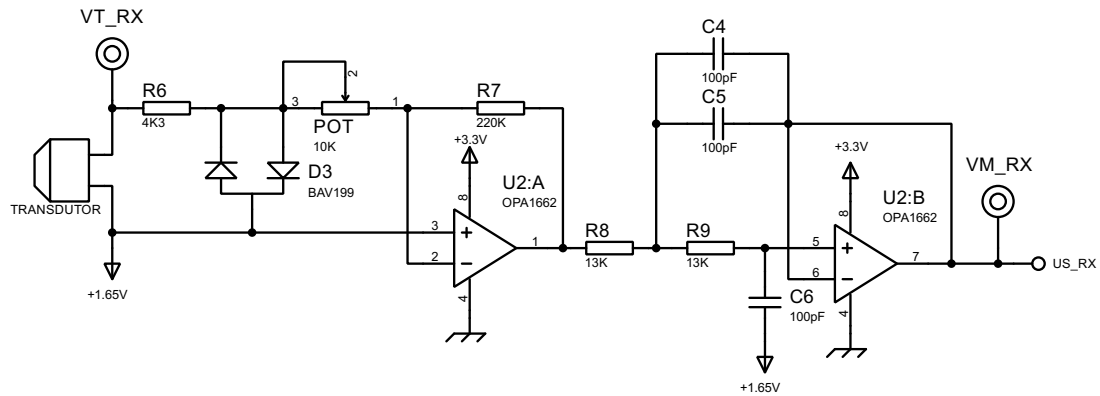 VT_RX
R6
4K3
3
2
1
POT
10K
R7
220K
D3
BAV199
TRANSDUTOR
+1.65V
+3.3V
8
U2:A
OPA1662
3
2
1
4
R8
13K
R9
13K
C4
100pF
C5
100pF
C6
100pF
+1.65V
+3.3V
8
U2:B
OPA1662
5
6
7
4
VM_RX
US_RX